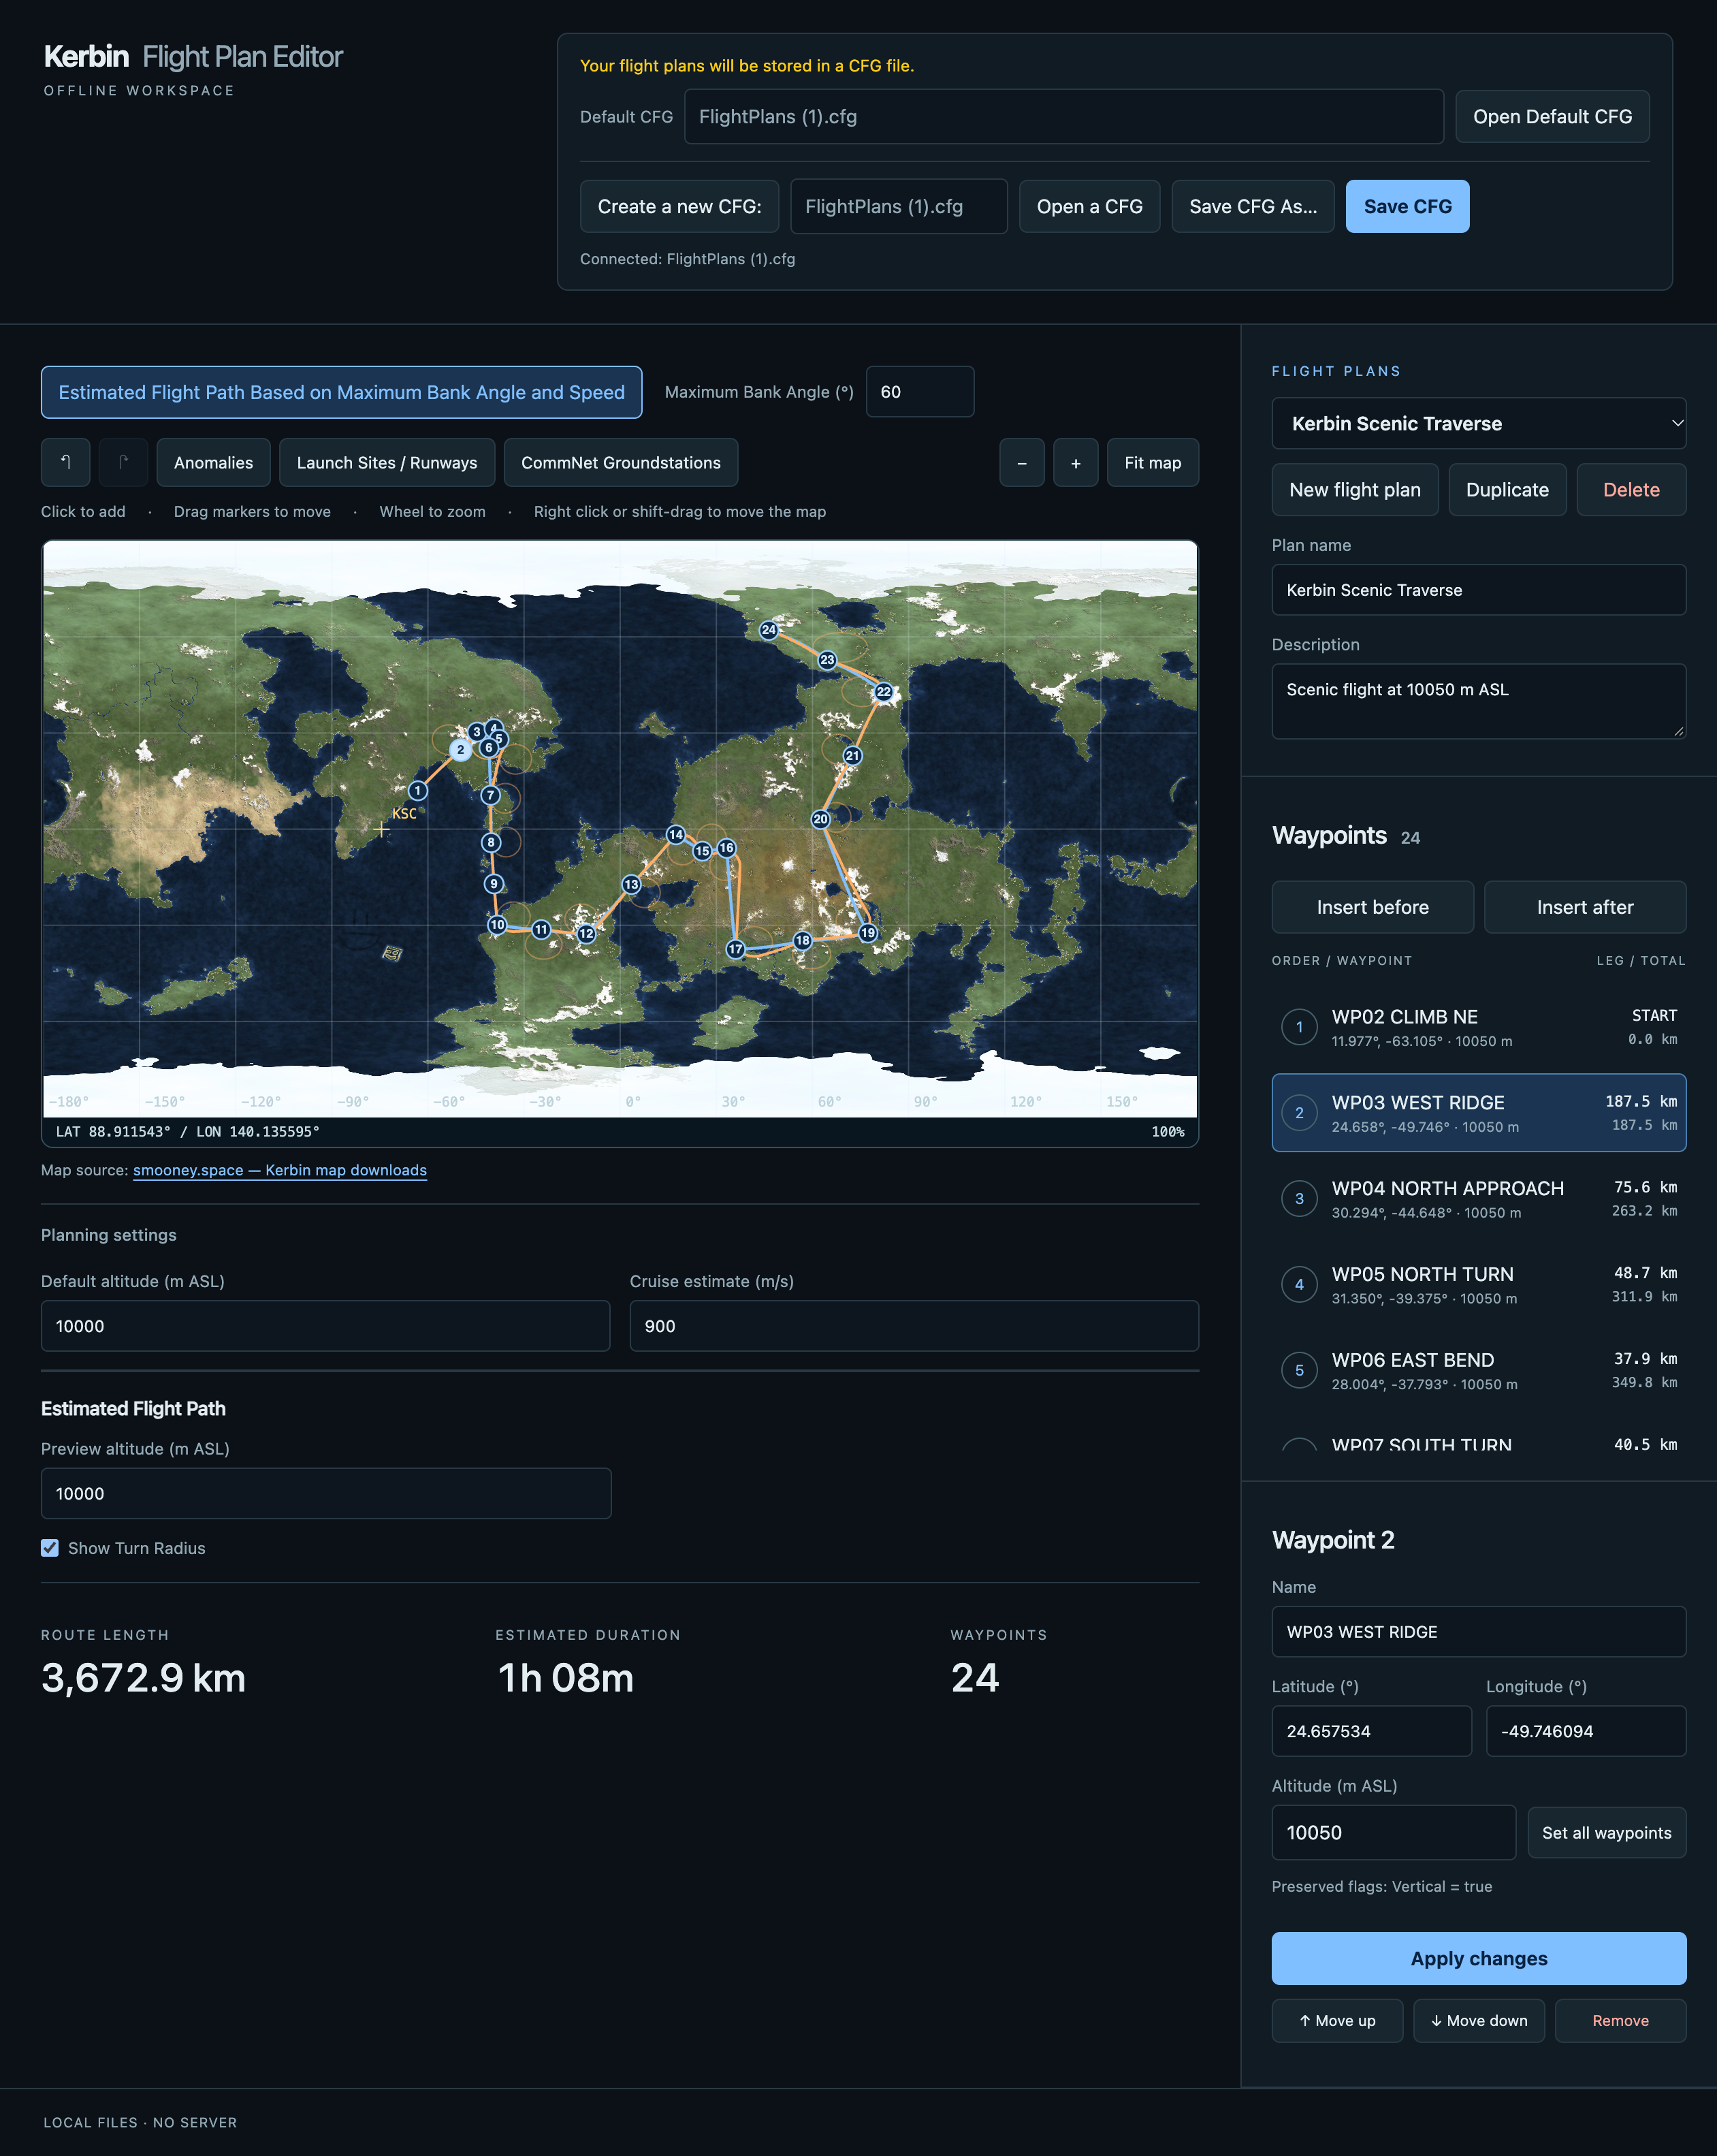 Kerbin Flight Plan Editor
OFFLINE WORKSPACE
Your flight plans will be stored in a CFG file.
Default CFG FlightPlans (1).cfg Open Default CFG
Create a new CFG: FlightPlans (1).cfg Open a CFG Save CFG As... Save CFG
Connected: FlightPlans (1).cfg
Estimated Flight Path Based on Maximum Bank Angle and Speed Maximum Bank Angle (°) 60
Anomalies Launch Sites / Runways CommNet Groundstations − + Fit map
Click to add · Drag markers to move · Wheel to zoom · Right click or shift-drag to move the map
24
23
22
3 4
5
2 6
21
1
7
KSC
20
14
8
15 16
13
9
10 11 12
19
18
17
−180° −150° −120° −90° −60° −30° 0° 30° 60° 90° 120° 150°
LAT 88.911543° / LON 140.135595° 100%
Map source: smooney.space — Kerbin map downloads
Planning settings
Default altitude (m ASL) Cruise estimate (m/s)
10000 900
Estimated Flight Path
Preview altitude (m ASL)
10000
Show Turn Radius
ROUTE LENGTH ESTIMATED DURATION WAYPOINTS
3,672.9 km 1h 08m 24
FLIGHT PLANS
Kerbin Scenic Traverse
New flight plan Duplicate Delete
Plan name
Kerbin Scenic Traverse
Description
Scenic flight at 10050 m ASL
Waypoints 24
Insert before Insert after
ORDER / WAYPOINT LEG / TOTAL
1 WP02 CLIMB NE START
11.977°, -63.105° · 10050 m 0.0 km
2 WP03 WEST RIDGE 187.5 km
24.658°, -49.746° · 10050 m 187.5 km
3 WP04 NORTH APPROACH 75.6 km
30.294°, -44.648° · 10050 m 263.2 km
4 WP05 NORTH TURN 48.7 km
31.350°, -39.375° · 10050 m 311.9 km
5 WP06 EAST BEND 37.9 km
28.004°, -37.793° · 10050 m 349.8 km
WP07 SOUTH TURN 40.5 km
Waypoint 2
Name
WP03 WEST RIDGE
Latitude (°) Longitude (°)
24.657534 -49.746094
Altitude (m ASL)
10050 Set all waypoints
Preserved flags: Vertical = true
Apply changes
↑ Move up ↓ Move down Remove
LOCAL FILES · NO SERVER